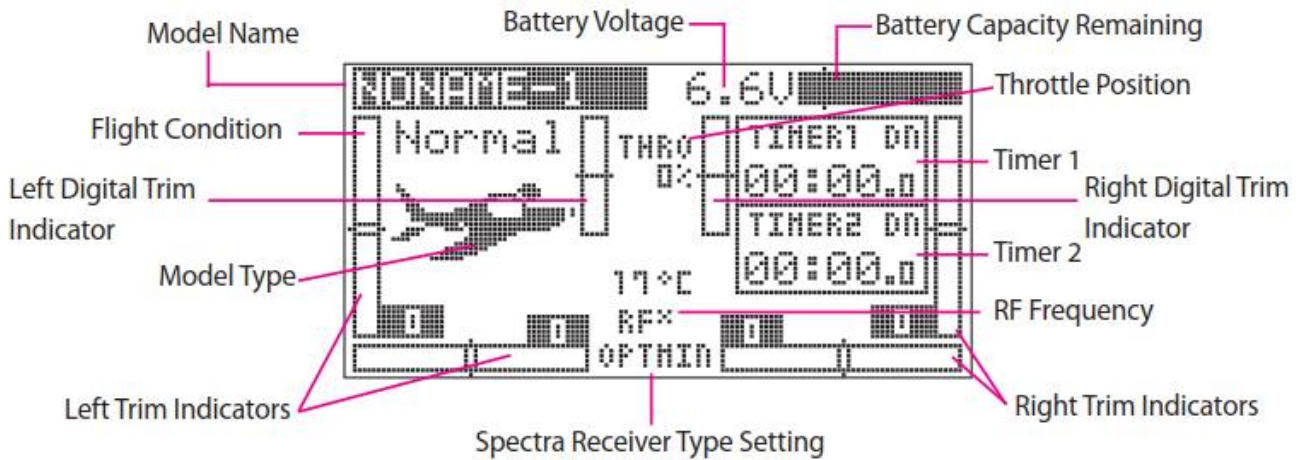 Model Name
Battery Voltage
Battery Capacity Remaining
NONAME-1
6.6V
Throttle Position
Flight Condition
Normal
THRO
0%
TIMER1 DN
00:00.0
Timer 1
Left Digital Trim
Indicator
Right Digital Trim
Indicator
TIMER2 DN
00:00.0
Timer 2
Model Type
17°C
RF×
RF Frequency
0
0
0
0
OPTMIN
Left Trim Indicators
Right Trim Indicators
Spectra Receiver Type Setting